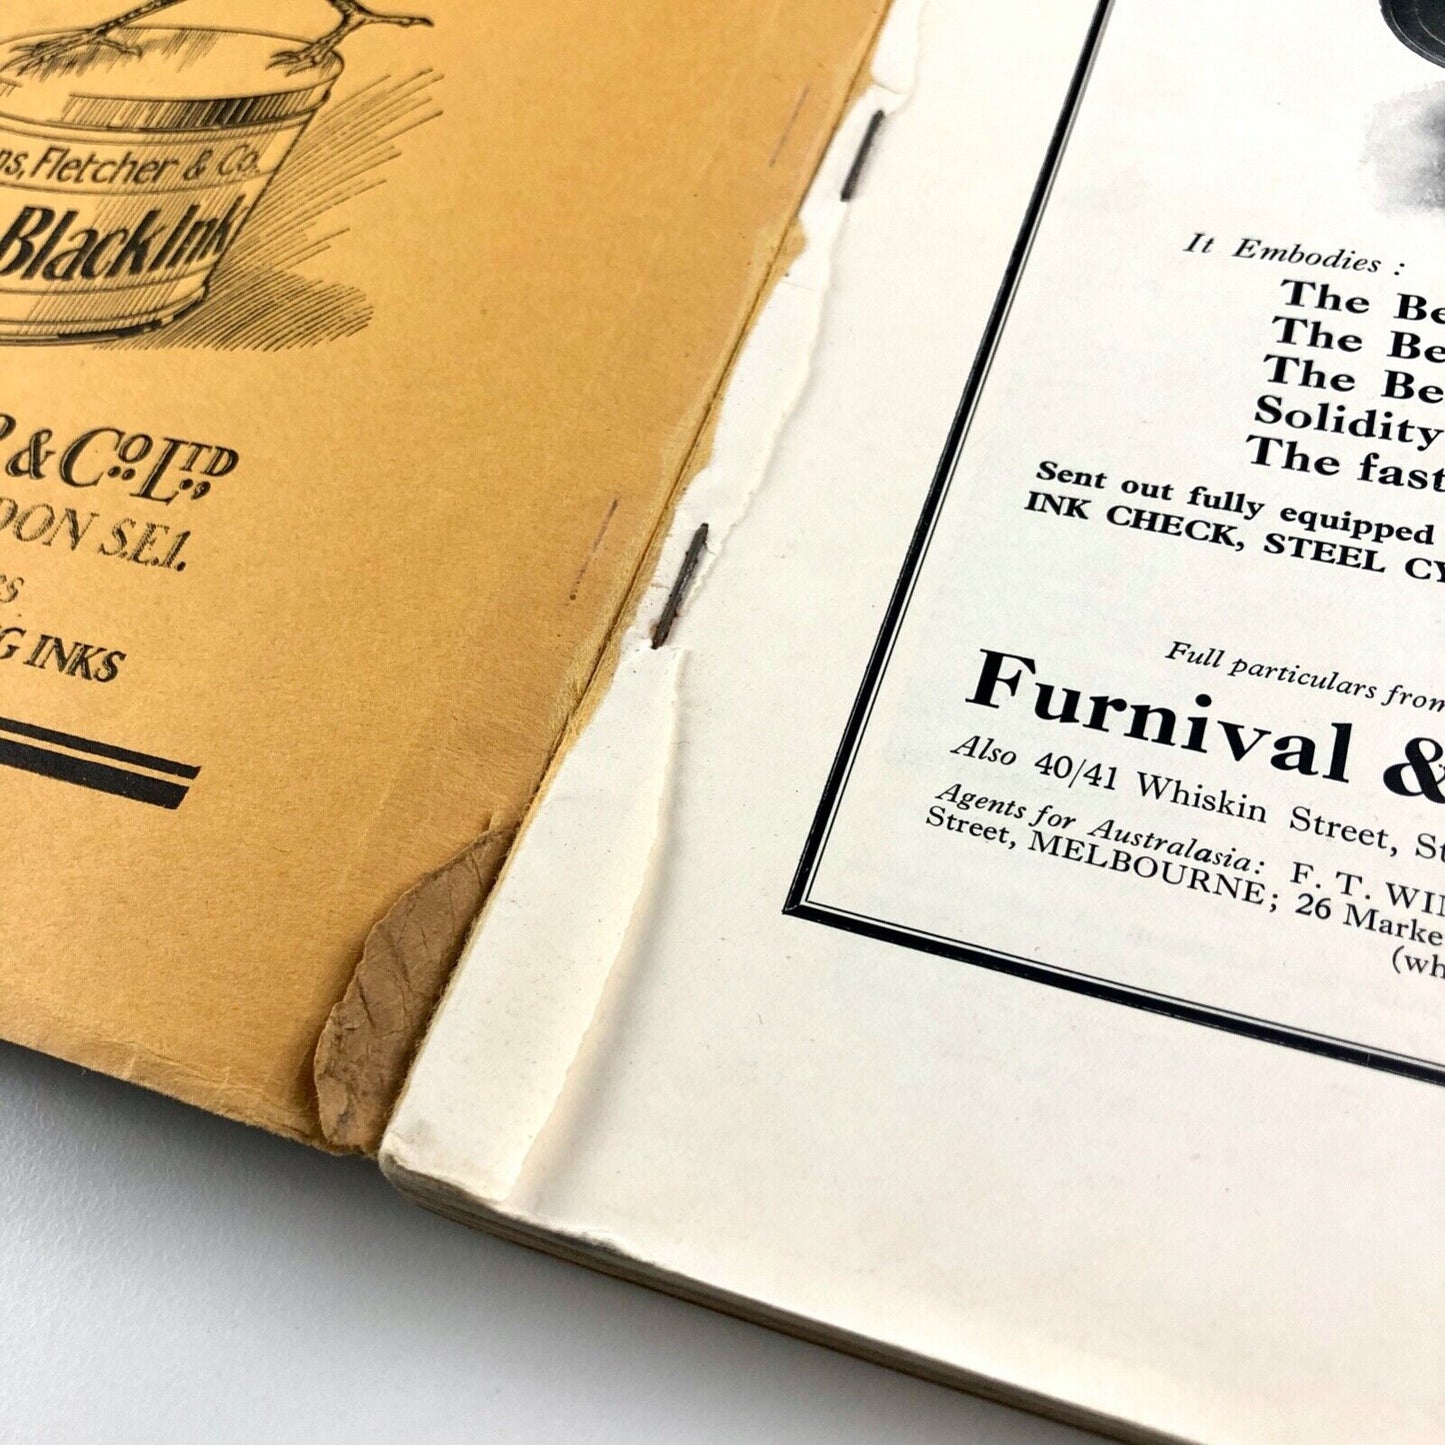 ns, Fletcher & Co.
Black Ink
& Co. LTD
DON S.E.1.
G INKS
It Embodies :
The Be
The Be
The Be
Solidity
The fast
Sent out fully equipped
INK CHECK, STEEL CY
Full particulars from
Furnival &
Also 40/41 Whiskin Street, St
Agents for Australasia: F. T. WIM
Street, MELBOURNE; 26 Marke
(wh